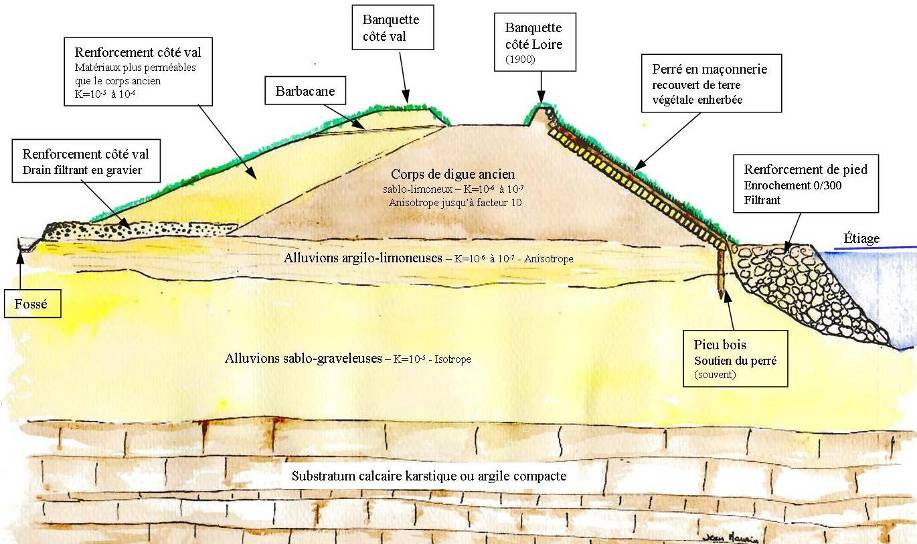 Banquette
côté val
Banquette
côté Loire
(1900)
Renforcement côté val
Matériaux plus perméables
que le corps ancien
K=10-5 à 10-6
Barbacane
Perré en maçonnerie
recouvert de terre
végétale enherbée
Renforcement côté val
Drain filtrant en gravier
Corps de digue ancien
sablo-limoneux – K=10-6 à 10-7
Anisotrope jusqu'à facteur 10
Renforcement de pied
Enrochement 0/300
Filtrant
Étiage
Alluvions argilo-limoneuses – K=10-6 à 10-7 - Anisotrope
Fossé
Pieu bois
Soutien du perré
(souvent)
Alluvions sablo-graveleuses – K=10-3 - Isotrope
Substratum calcaire karstique ou argile compacte
Jean Maurin